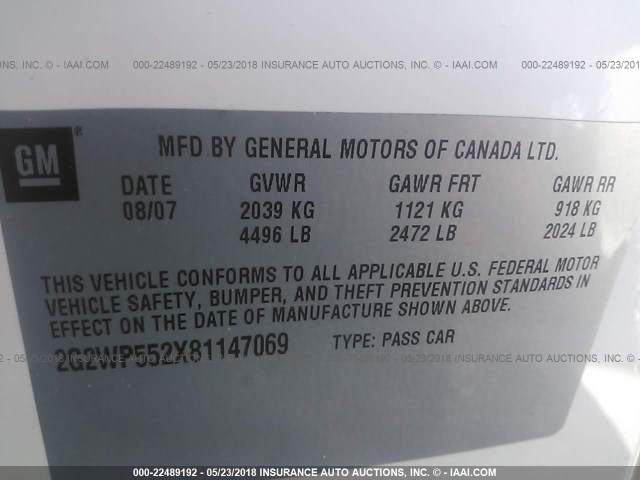 NS, INC. - IAAI.COM 000-22489192 - 05/23/2018 INSURANCE AUTO AUCTIONS, INC. - IAAI.COM 000-22489192 - 05/23/2018 INSU
GM ®
MFD BY GENERAL MOTORS OF CANADA LTD.
DATE GVWR GAWR FRT GAWR RR
08/07 2039 KG 1121 KG 918 KG
4496 LB 2472 LB 2024 LB
THIS VEHICLE CONFORMS TO ALL APPLICABLE U.S. FEDERAL MOTOR
VEHICLE SAFETY, BUMPER, AND THEFT PREVENTION STANDARDS IN
EFFECT ON THE DATE OF MANUFACTURE SHOWN ABOVE.
2G2WP552X81147069 TYPE: PASS CAR
000-22489192 - 05/23/2018 INSURANCE AUTO AUCTIONS, INC. - IAAI.COM